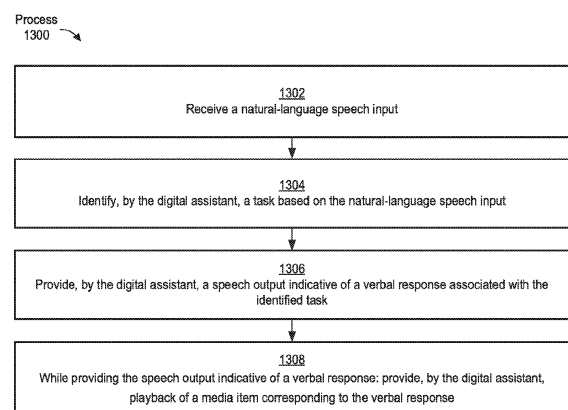 Process
1300
1302
Receive a natural-language speech input
1304
Identify, by the digital assistant, a task based on the natural-language speech input
1306
Provide, by the digital assistant, a speech output indicative of a verbal response associated with the
identified task
1308
While providing the speech output indicative of a verbal response: provide, by the digital assistant,
playback of a media item corresponding to the verbal response